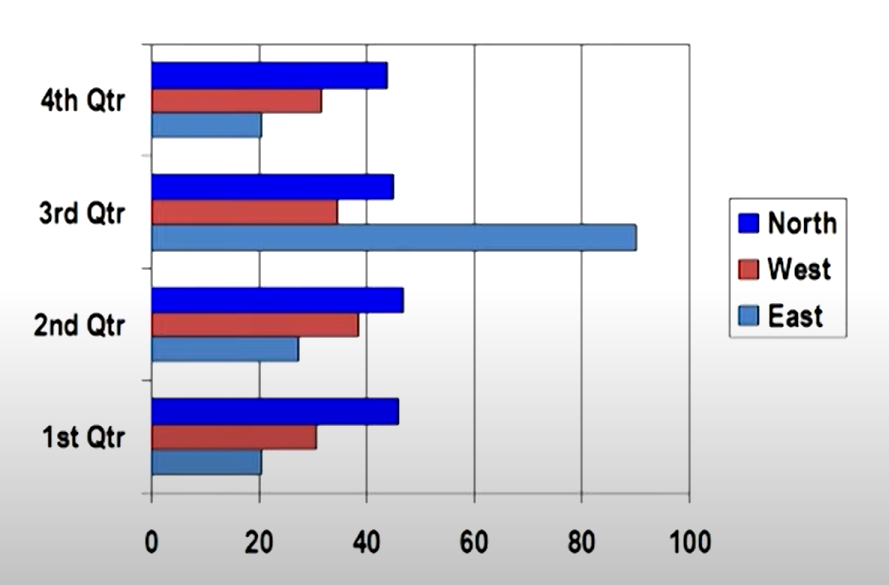 4th Qtr
3rd Qtr
2nd Qtr
1st Qtr
0 20 40 60 80 100
North
West
East